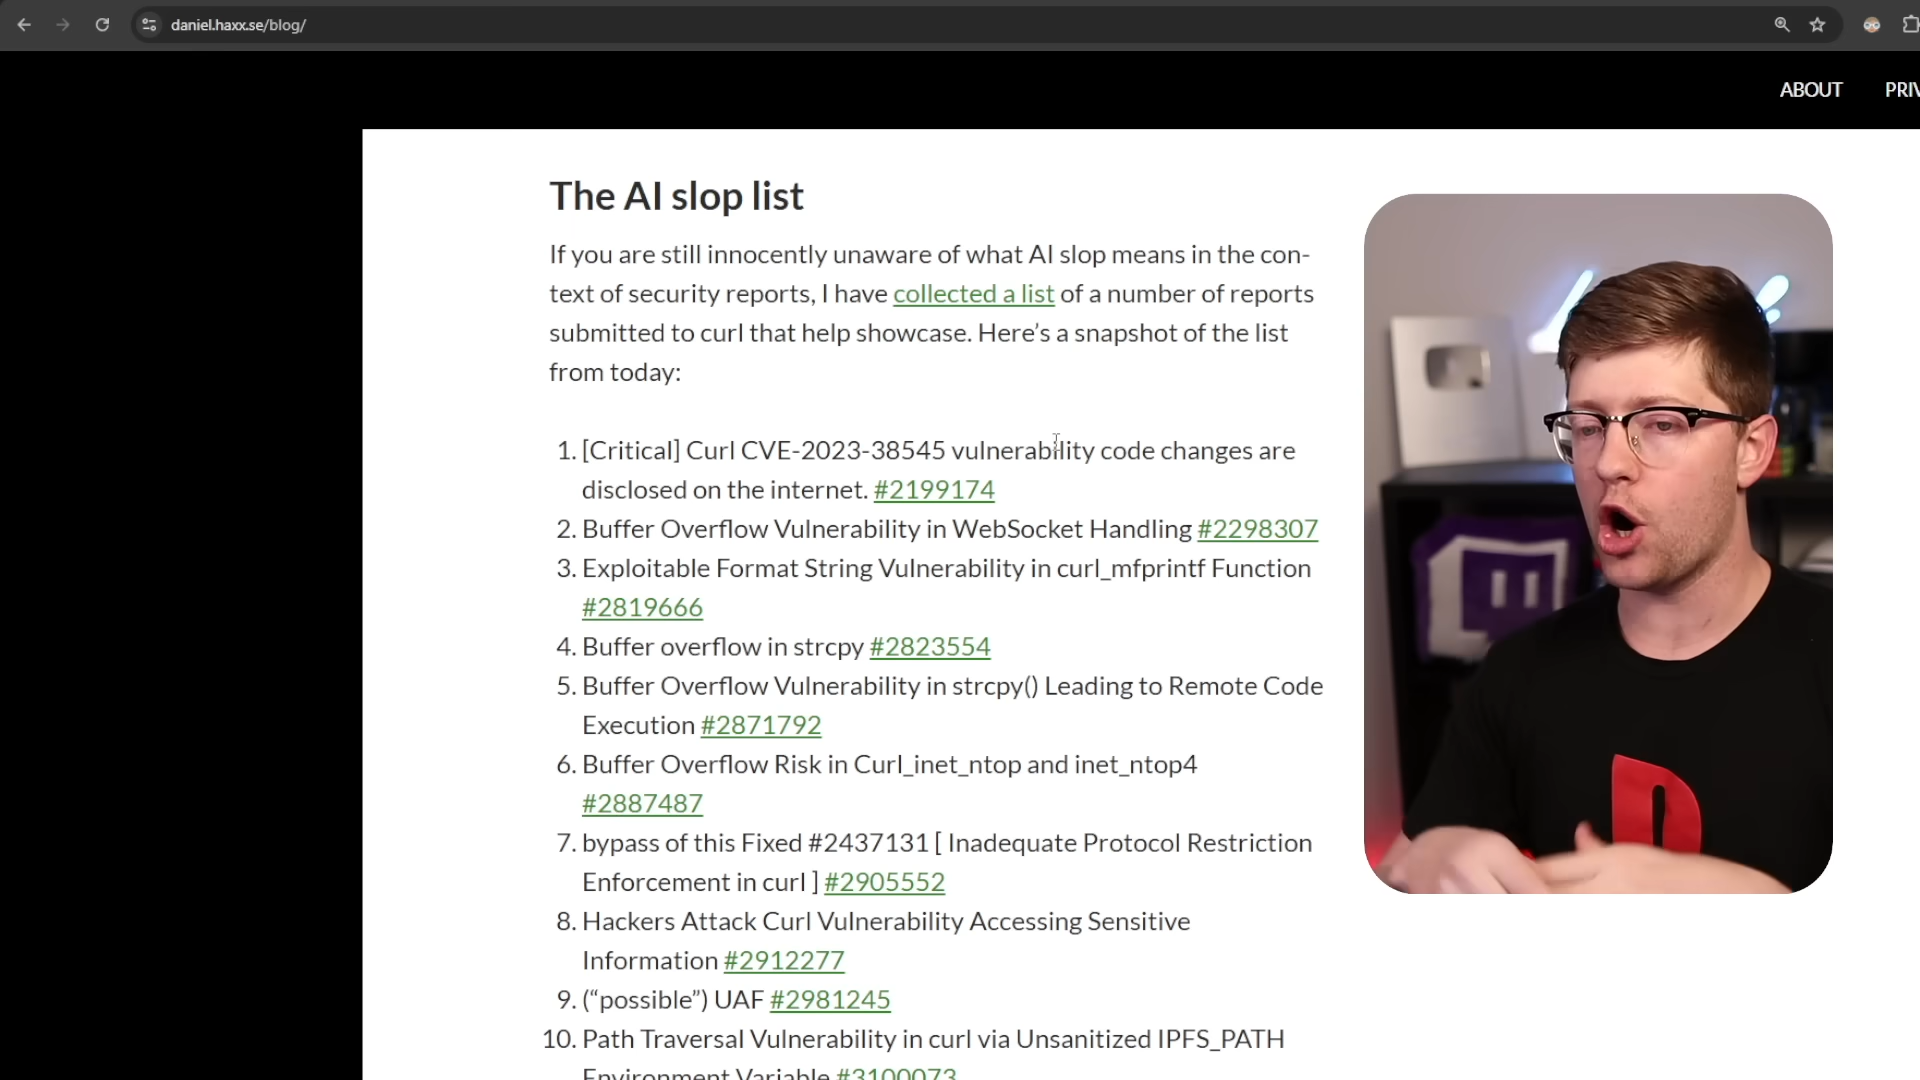 daniel.haxx.se/blog/
ABOUT
PRIV
The AI slop list
If you are still innocently unaware of what AI slop means in the con-
text of security reports, I have collected a list of a number of reports
submitted to curl that help showcase. Here’s a snapshot of the list
from today:
1. [Critical] Curl CVE-2023-38545 vulnerability code changes are
disclosed on the internet. #2199174
2. Buffer Overflow Vulnerability in WebSocket Handling #2298307
3. Exploitable Format String Vulnerability in curl_mfprintf Function
#2819666
4. Buffer overflow in strcpy #2823554
5. Buffer Overflow Vulnerability in strcpy() Leading to Remote Code
Execution #2871792
6. Buffer Overflow Risk in Curl_inet_ntop and inet_ntop4
#2887487
7. bypass of this Fixed #2437131 [ Inadequate Protocol Restriction
Enforcement in curl ] #2905552
8. Hackers Attack Curl Vulnerability Accessing Sensitive
Information #2912277
9. (“possible”) UAF #2981245
10. Path Traversal Vulnerability in curl via Unsanitized IPFS_PATH
Environment Variable #3100073